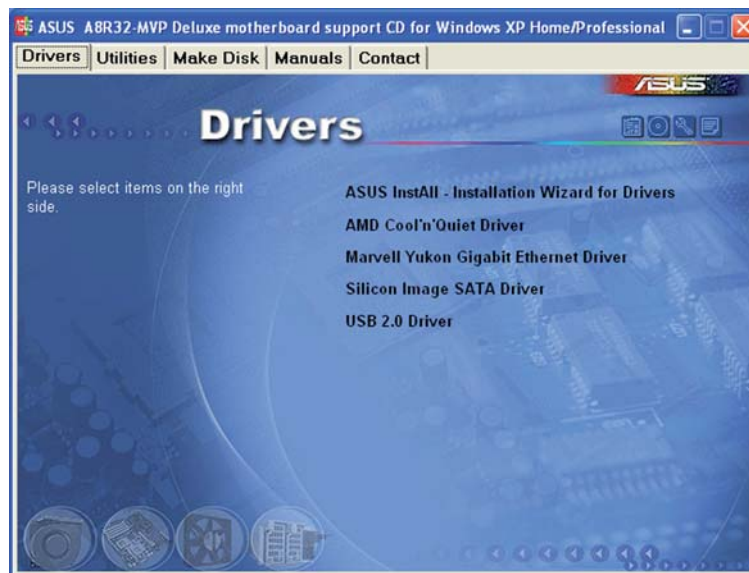 ASUS A8R32-MVP Deluxe motherboard support CD for Windows XP Home/Professional
Drivers Utilities Make Disk Manuals Contact
ASUS
Drivers
Please select items on the right
side.
ASUS InstAll - Installation Wizard for Drivers
AMD Cool'n'Quiet Driver
Marvell Yukon Gigabit Ethernet Driver
Silicon Image SATA Driver
USB 2.0 Driver